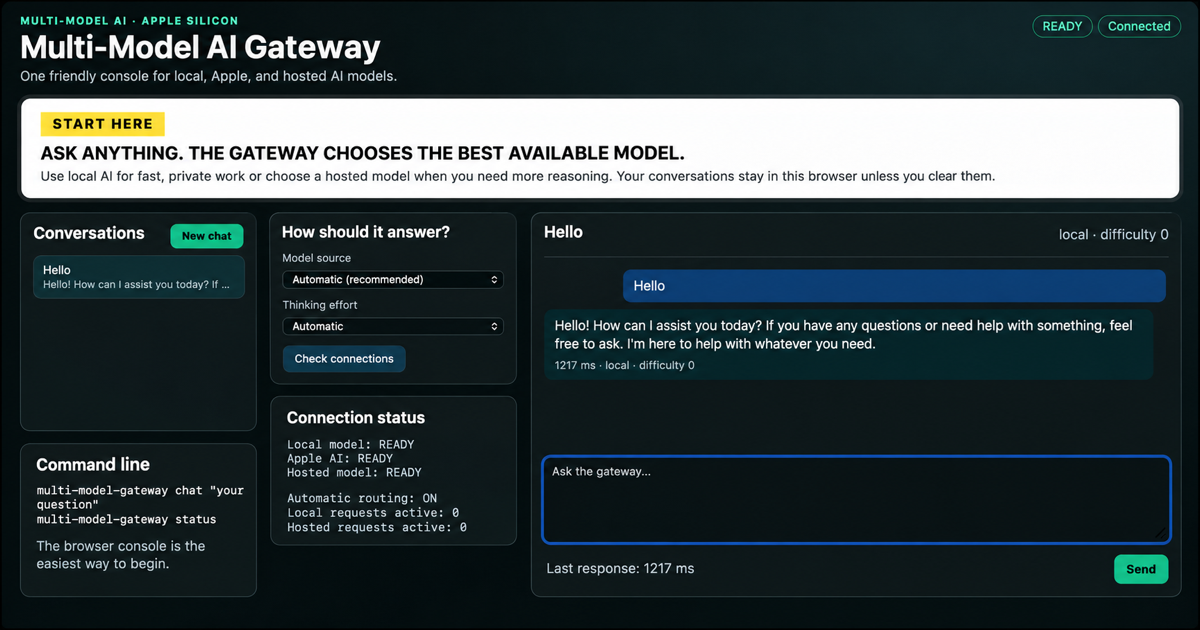 MULTI-MODEL AI · APPLE SILICON
Multi-Model AI Gateway
One friendly console for local, Apple, and hosted AI models.
READY
Connected
START HERE
ASK ANYTHING. THE GATEWAY CHOOSES THE BEST AVAILABLE MODEL.
Use local AI for fast, private work or choose a hosted model when you need more reasoning. Your conversations stay in this browser unless you clear them.
Conversations
New chat
Hello
Hello! How can I assist you today? If ...
Command line
multi-model-gateway chat "your
question"
multi-model-gateway status
The browser console is the
easiest way to begin.
How should it answer?
Model source
Automatic (recommended)
Thinking effort
Automatic
Check connections
Connection status
Local model: READY
Apple AI: READY
Hosted model: READY
Automatic routing: ON
Local requests active: 0
Hosted requests active: 0
Hello
local · difficulty 0
Hello
Hello! How can I assist you today? If you have any questions or need help with something, feel
free to ask. I'm here to help with whatever you need.
1217 ms · local · difficulty 0
Ask the gateway...
Last response: 1217 ms
Send